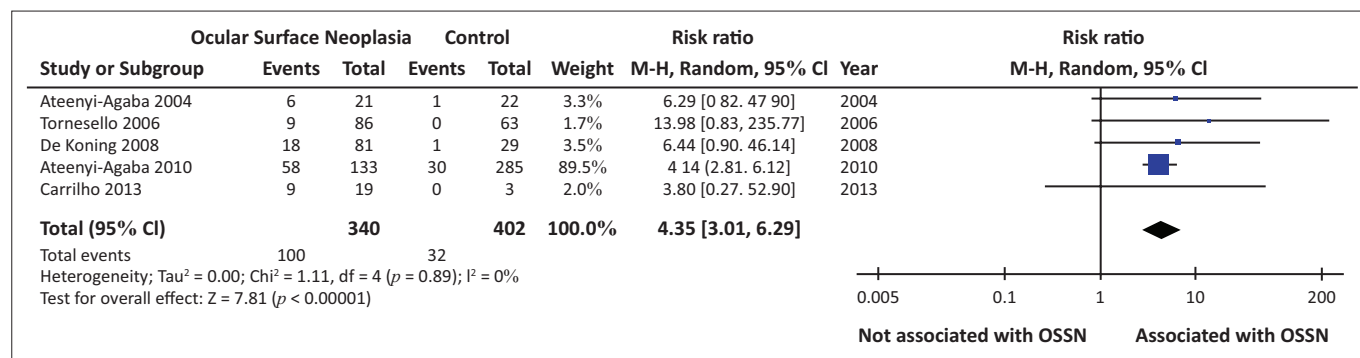 Ocular Surface Neoplasia Control Risk ratio Risk ratio
Study or Subgroup Events Total Events Total Weight M-H, Random, 95% Cl Year M-H, Random, 95% Cl
Ateenyi-Agaba 2004 6 21 1 22 3.3% 6.29 [0 82. 47 90] 2004
Tornesello 2006 9 86 0 63 1.7% 13.98 [0.83, 235.77] 2006
De Koning 2008 18 81 1 29 3.5% 6.44 [0.90. 46.14] 2008
Ateenyi-Agaba 2010 58 133 30 285 89.5% 4 14 (2.81. 6.12] 2010
Carrilho 2013 9 19 0 3 2.0% 3.80 [0.27. 52.90] 2013
Total (95% Cl) 340 402 100.0% 4.35 [3.01, 6.29]
Total events 100 32
Heterogeneity; Tau² = 0.00; Chi² = 1.11, df = 4 (p = 0.89); I² = 0%
Test for overall effect: Z = 7.81 (p < 0.00001)
0.005 0.1 1 10 200
Not associated with OSSN Associated with OSSN